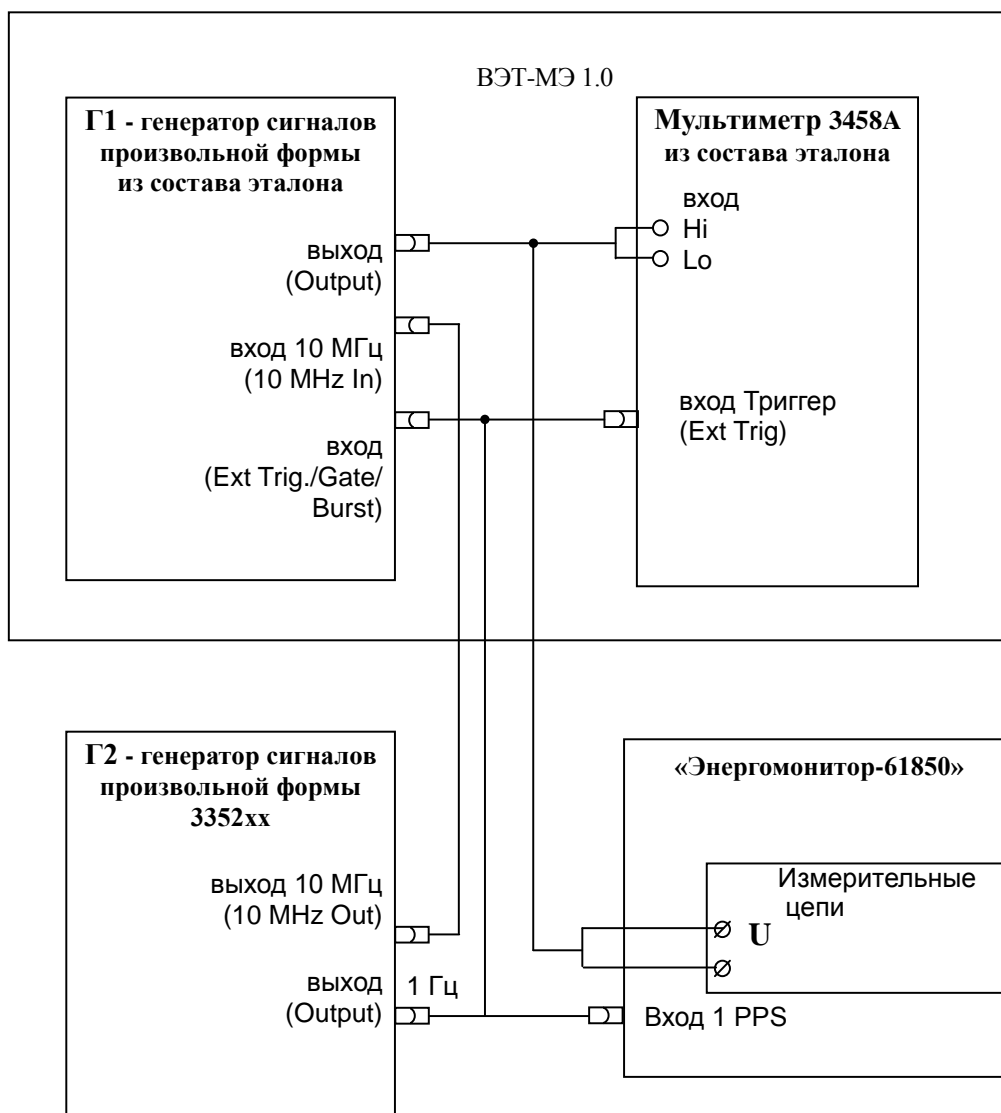 ВЭТ-МЭ 1.0
Г1 - генератор сигналов
произвольной формы
из состава эталона
выход
(Output)
вход 10 МГц
(10 MHz In)
вход
(Ext Trig./Gate/
Burst)
Мультиметр 3458А
из состава эталона
вход
Hi
Lo
вход Триггер
(Ext Trig)
Г2 - генератор сигналов
произвольной формы
3352xx
выход 10 МГц
(10 MHz Out)
выход
(Output)
1 Гц
«Энергомонитор-61850»
Измерительные
цепи
U
Вход 1 PPS